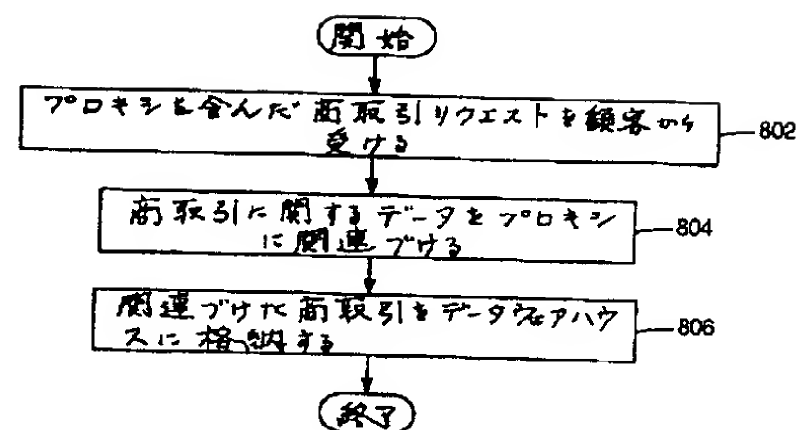 開始
プロキシを含んだ商取引リクエストを顧客から
受ける
802
商取引に関するデータをプロキシ
に関連づける
804
関連づけた商取引をデータウェアハウ
スに格納する
806
終了